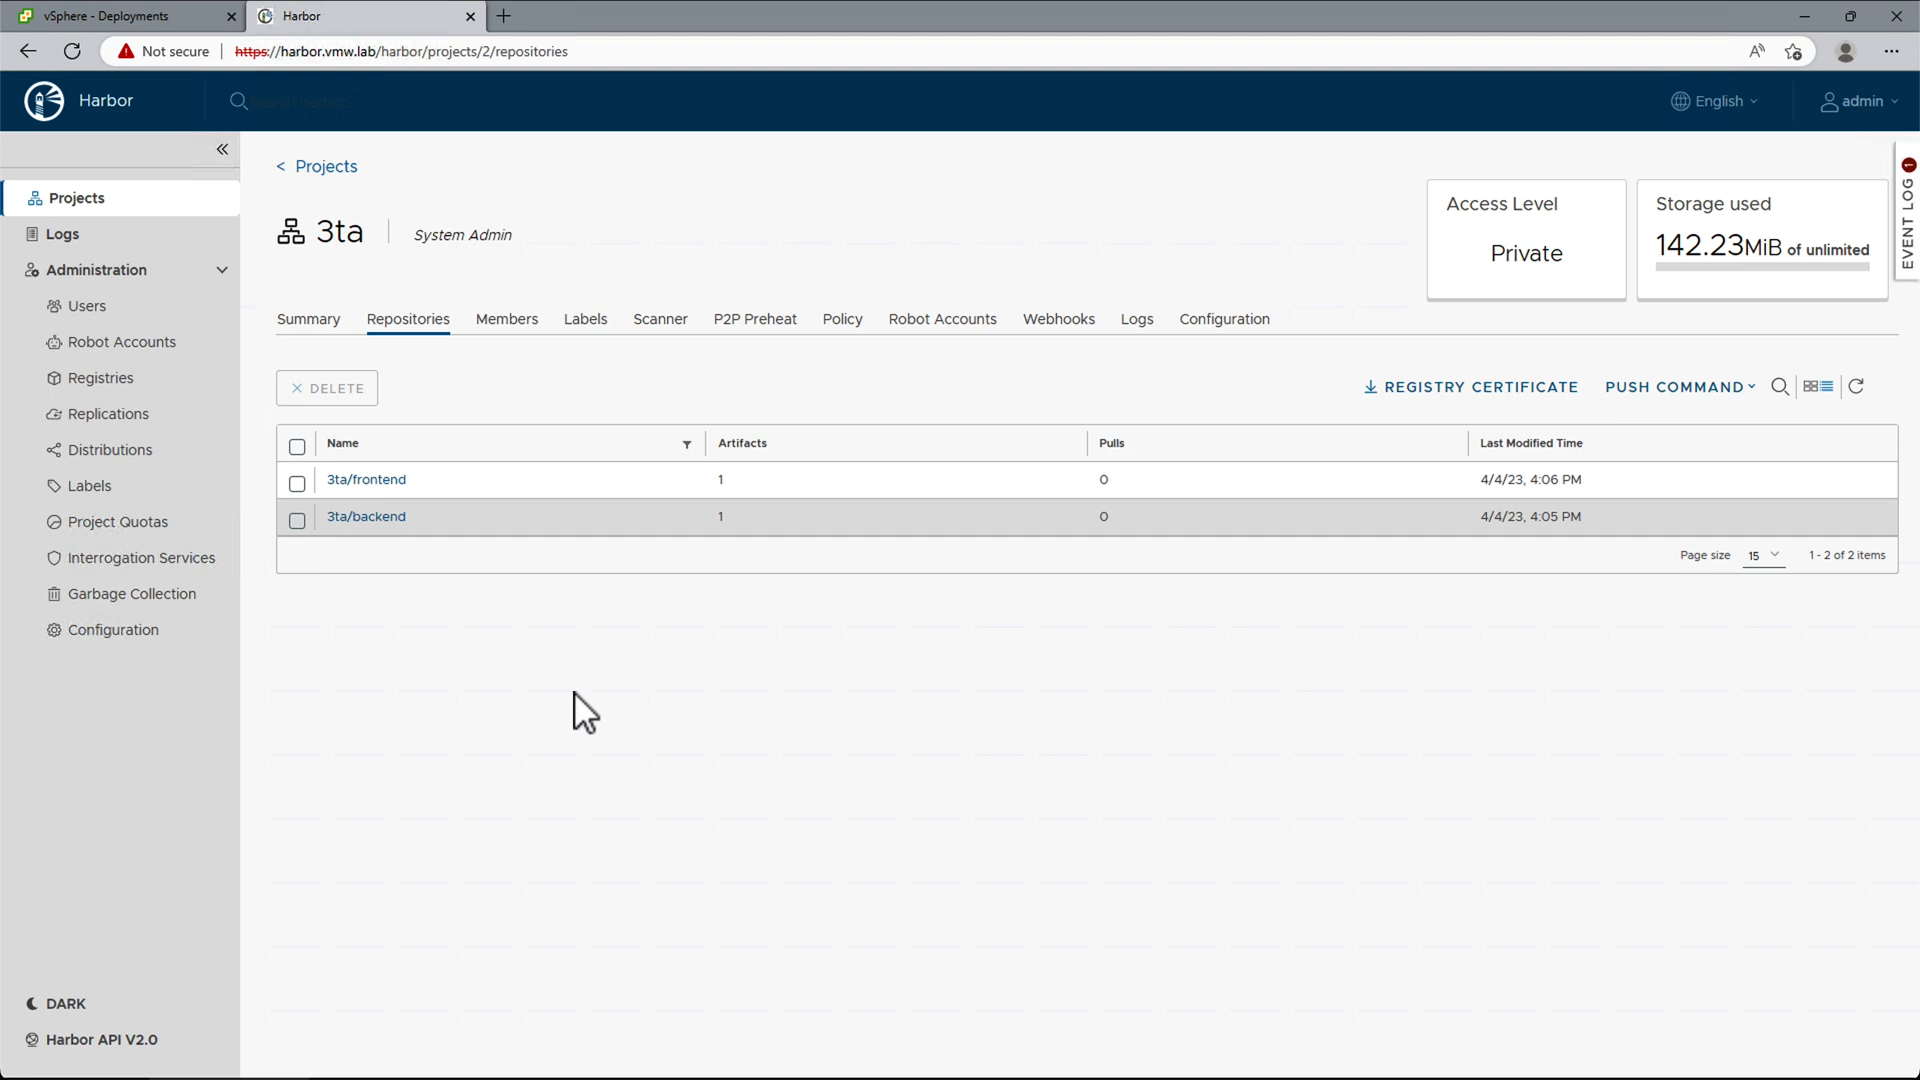 vSphere - Deployments
Harbor
Not secure
https://harbor.vmw.lab/harbor/projects/2/repositories
Harbor
English
admin
Projects
Logs
Administration
Users
Robot Accounts
Registries
Replications
Distributions
Labels
Project Quotas
Interrogation Services
Garbage Collection
Configuration
DARK
Harbor API V2.0
< Projects
3ta
System Admin
Access Level
Private
Storage used
142.23MiB of unlimited
EVENT LOG 1
Summary Repositories Members Labels Scanner P2P Preheat Policy Robot Accounts Webhooks Logs Configuration
DELETE
REGISTRY CERTIFICATE
PUSH COMMAND
Name Artifacts Pulls Last Modified Time
3ta/frontend 1 0 4/4/23, 4:06 PM
3ta/backend 1 0 4/4/23, 4:05 PM
Page size 15 1 - 2 of 2 items